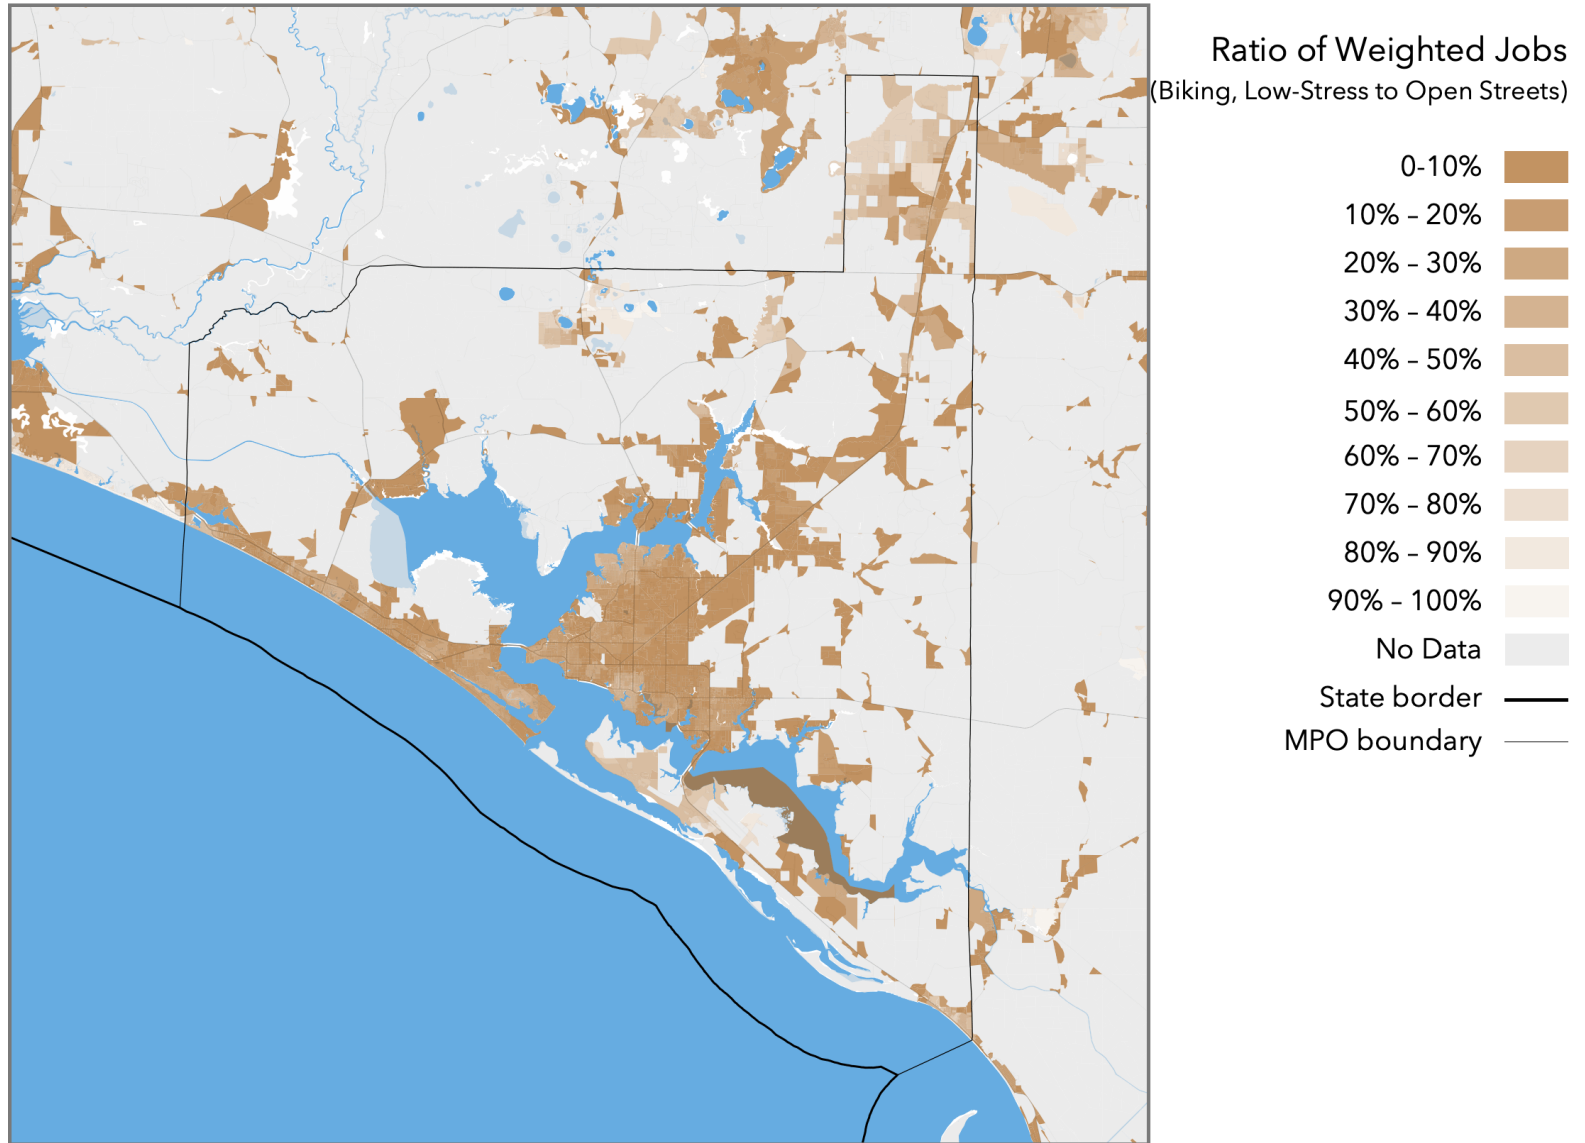 Ratio of Weighted Jobs
(Biking, Low-Stress to Open Streets)
0-10%
10% – 20%
20% – 30%
30% – 40%
40% – 50%
50% – 60%
60% – 70%
70% – 80%
80% – 90%
90% – 100%
No Data
State border
MPO boundary